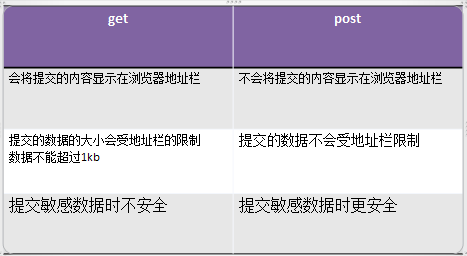 get
post
会将提交的内容显示在浏览器地址栏
不会将提交的内容显示在浏览器地址栏
提交的数据的大小会受地址栏的限制
数据不能超过1kb
提交的数据不会受地址栏限制
提交敏感数据时不安全
提交敏感数据时更安全